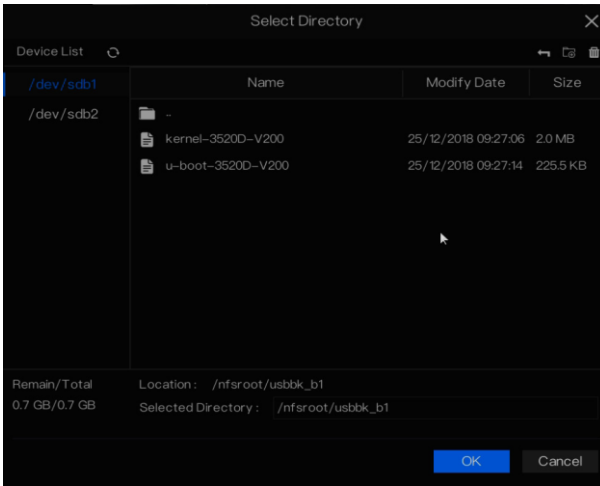 Select Directory
Device List
/dev/sdb1
/dev/sdb2
Name Modify Date Size
..
kernel-3520D-V200 25/12/2018 09:27:06 2.0 MB
u-boot-3520D-V200 25/12/2018 09:27:14 225.5 KB
Remain/Total
0.7 GB/0.7 GB
Location : /nfsroot/usbbk_b1
Selected Directory : /nfsroot/usbbk_b1
OK Cancel